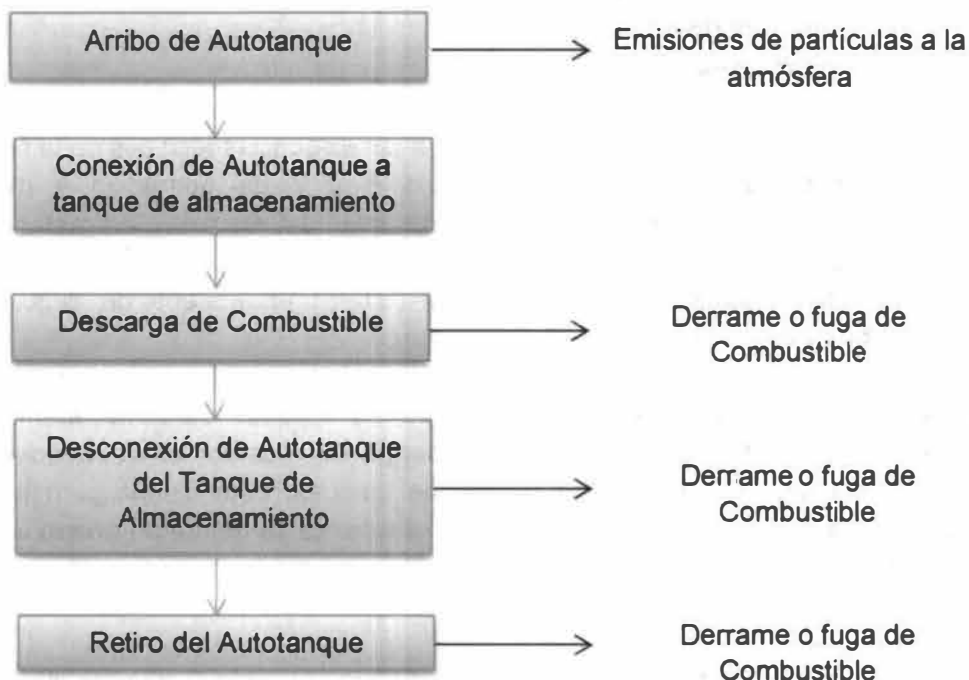 Arribo de Autotanque
Emisiones de partículas a la
atmósfera
Conexión de Autotanque a
tanque de almacenamiento
Descarga de Combustible
Derrame o fuga de
Combustible
Desconexión de Autotanque
del Tanque de
Almacenamiento
Derrame o fuga de
Combustible
Retiro del Autotanque
Derrame o fuga de
Combustible